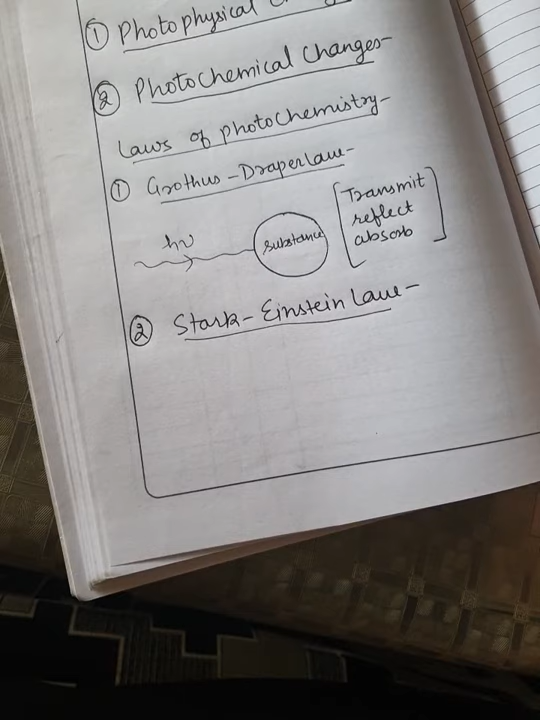 ① Photophysical
② Photochemical Changes-
Laws of photochemistry-
① Grothus-Draper law-
hν
substance
Transmit
reflect
absorb
② Stark-Einstein law-